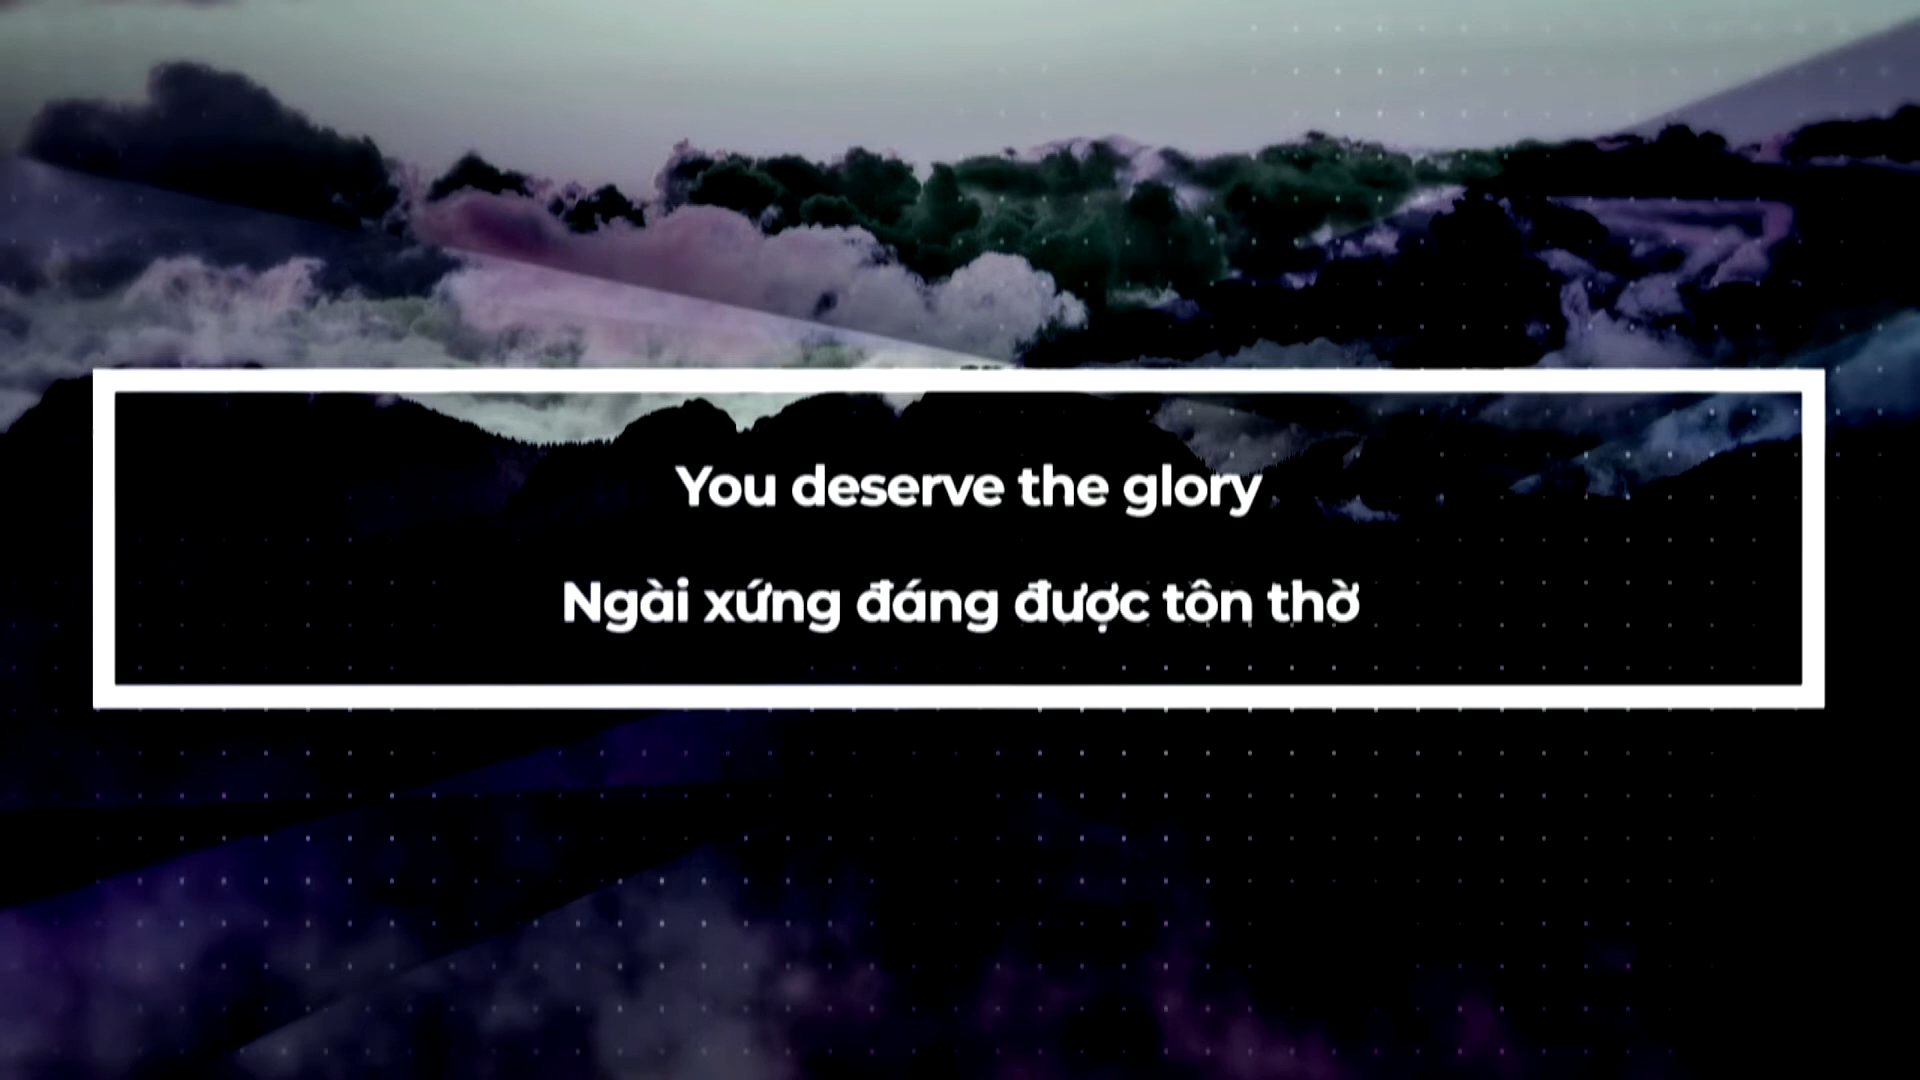 You deserve the glory
Ngài xứng đáng được tôn thờ